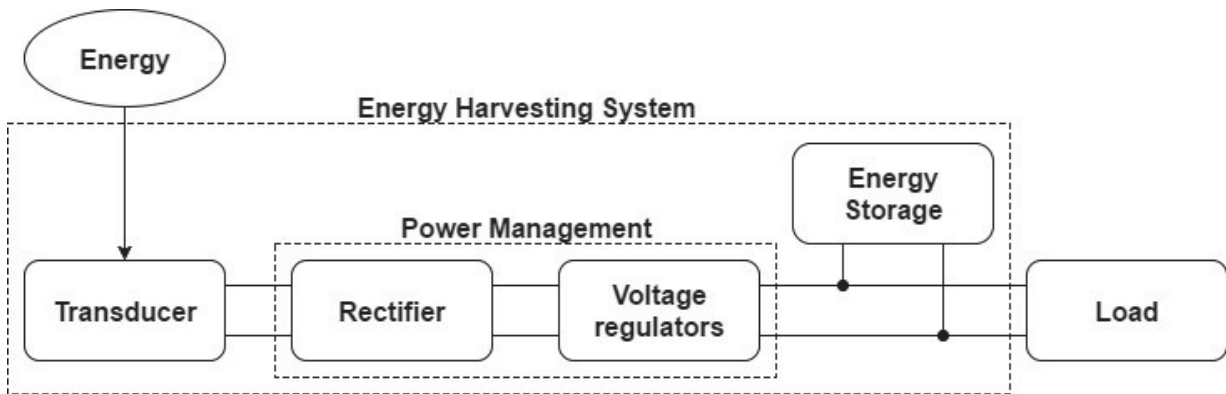 Energy
Energy Harvesting System
Energy
Storage
Power Management
Transducer
Rectifier
Voltage
regulators
Load